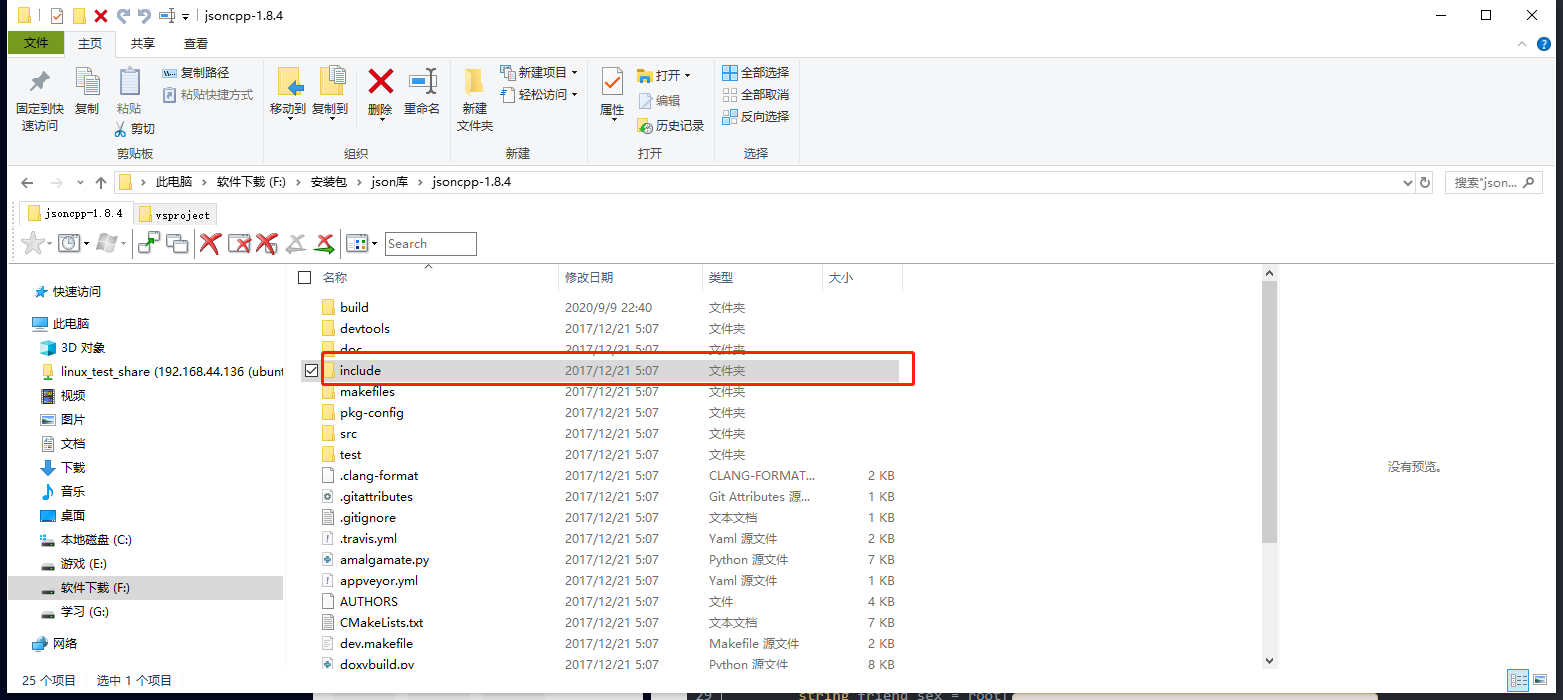 jsoncpp-1.8.4
文件 主页 共享 查看
固定到快速访问 复制 粘贴 复制路径 粘贴快捷方式 剪切
移动到 复制到 删除 重命名
新建文件夹 新建项目 轻松访问
属性 打开 编辑 历史记录
全部选择 全部取消 反向选择
剪贴板 组织 新建 打开 选择
此电脑 软件下载 (F:) 安装包 json库 jsoncpp-1.8.4 搜索"json...
jsoncpp-1.8.4 vsproject
Search
快速访问
此电脑
3D 对象
linux_test_share (192.168.44.136 (ubunt
视频
图片
文档
下载
音乐
桌面
本地磁盘 (C:)
游戏 (E:)
软件下载 (F:)
学习 (G:)
网络
名称 修改日期 类型 大小
build 2020/9/9 22:40 文件夹
devtools 2017/12/21 5:07 文件夹
doc 2017/12/21 5:07 文件夹
include 2017/12/21 5:07 文件夹
makefiles 2017/12/21 5:07 文件夹
pkg-config 2017/12/21 5:07 文件夹
src 2017/12/21 5:07 文件夹
test 2017/12/21 5:07 文件夹
.clang-format 2017/12/21 5:07 CLANG-FORMAT... 2 KB
.gitattributes 2017/12/21 5:07 Git Attributes 源... 1 KB
.gitignore 2017/12/21 5:07 文本文档 1 KB
.travis.yml 2017/12/21 5:07 Yaml 源文件 2 KB
amalgamate.py 2017/12/21 5:07 Python 源文件 7 KB
appveyor.yml 2017/12/21 5:07 Yaml 源文件 1 KB
AUTHORS 2017/12/21 5:07 文件 4 KB
CMakeLists.txt 2017/12/21 5:07 文本文档 7 KB
dev.makefile 2017/12/21 5:07 Makefile 源文件 2 KB
doxybuild.py 2017/12/21 5:07 Python 源文件 8 KB
没有预览。
25 个项目 选中 1 个项目
29 string friend_sex = root[